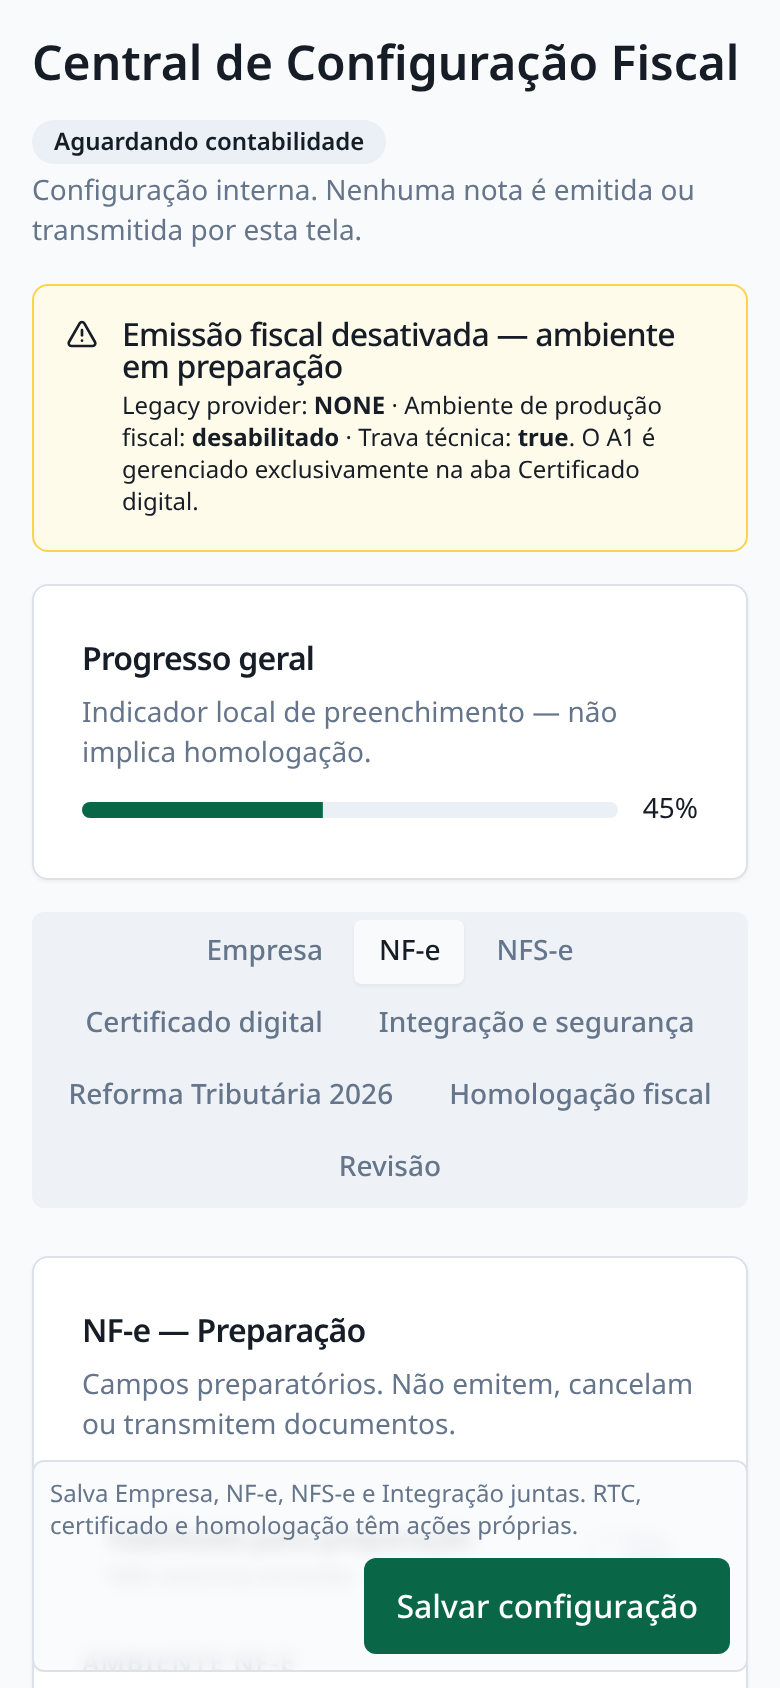 Central de Configuração Fiscal
Aguardando contabilidade
Configuração interna. Nenhuma nota é emitida ou
transmitida por esta tela.
Emissão fiscal desativada — ambiente
em preparação
Legacy provider: NONE · Ambiente de produção
fiscal: desabilitado · Trava técnica: true. O A1 é
gerenciado exclusivamente na aba Certificado
digital.
Progresso geral
Indicador local de preenchimento — não
implica homologação.
45%
Empresa NF-e NFS-e
Certificado digital Integração e segurança
Reforma Tributária 2026 Homologação fiscal
Revisão
NF-e — Preparação
Campos preparatórios. Não emitem, cancelam
ou transmitem documentos.
Salva Empresa, NF-e, NFS-e e Integração juntas. RTC,
certificado e homologação têm ações próprias.
Salvar configuração